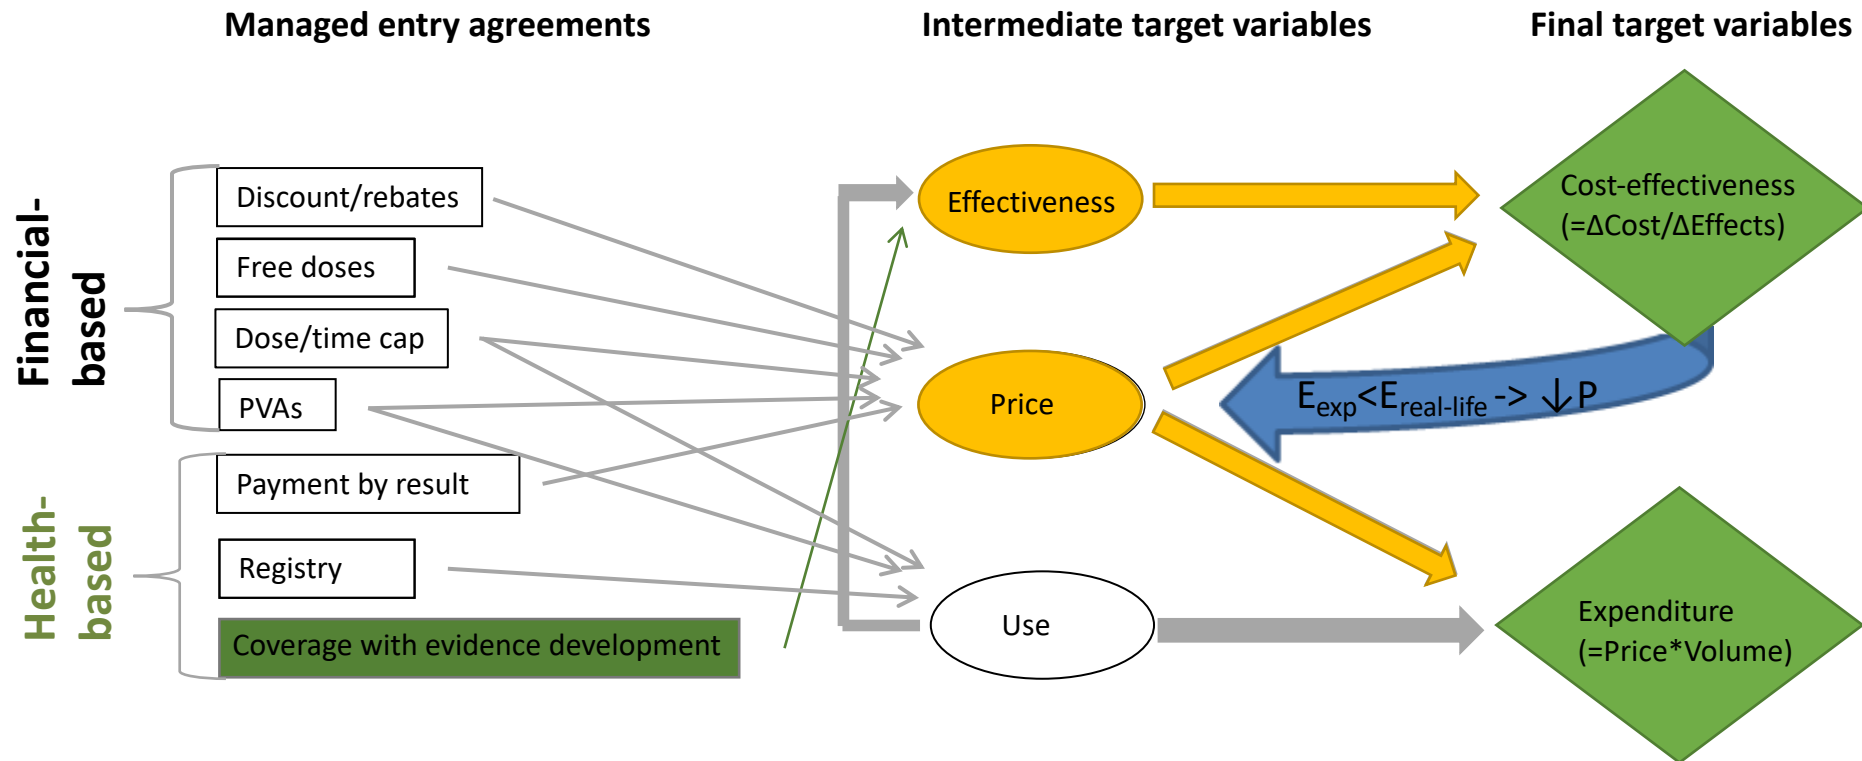 Managed entry agreements
Intermediate target variables
Final target variables
Financial-
based
Discount/rebates
Free doses
Dose/time cap
PVAs
Health-
based
Payment by result
Registry
Coverage with evidence development
Effectiveness
Price
Use
Cost-effectiveness
(=ΔCost/ΔEffects)
E_exp<E_real-life -> ↓P
Expenditure
(=Price*Volume)